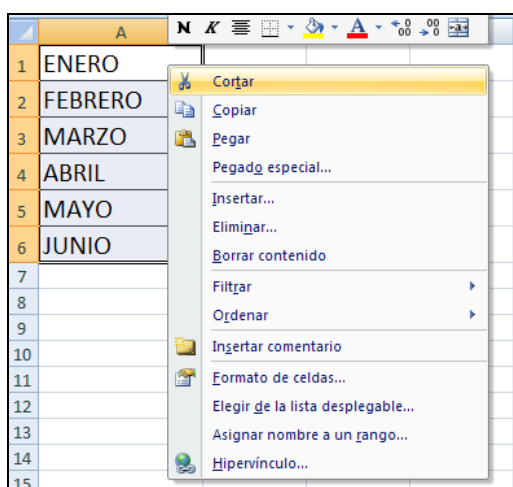 A
N K A
1 ENERO
2 FEBRERO
3 MARZO
4 ABRIL
5 MAYO
6 JUNIO
7
8
9
10
11
12
13
14
15
Cortar
Copiar
Pegar
Pegado especial...
Insertar...
Eliminar...
Borrar contenido
Filtrar
Ordenar
Insertar comentario
Formato de celdas...
Elegir de la lista desplegable...
Asignar nombre a un rango...
Hipervínculo...